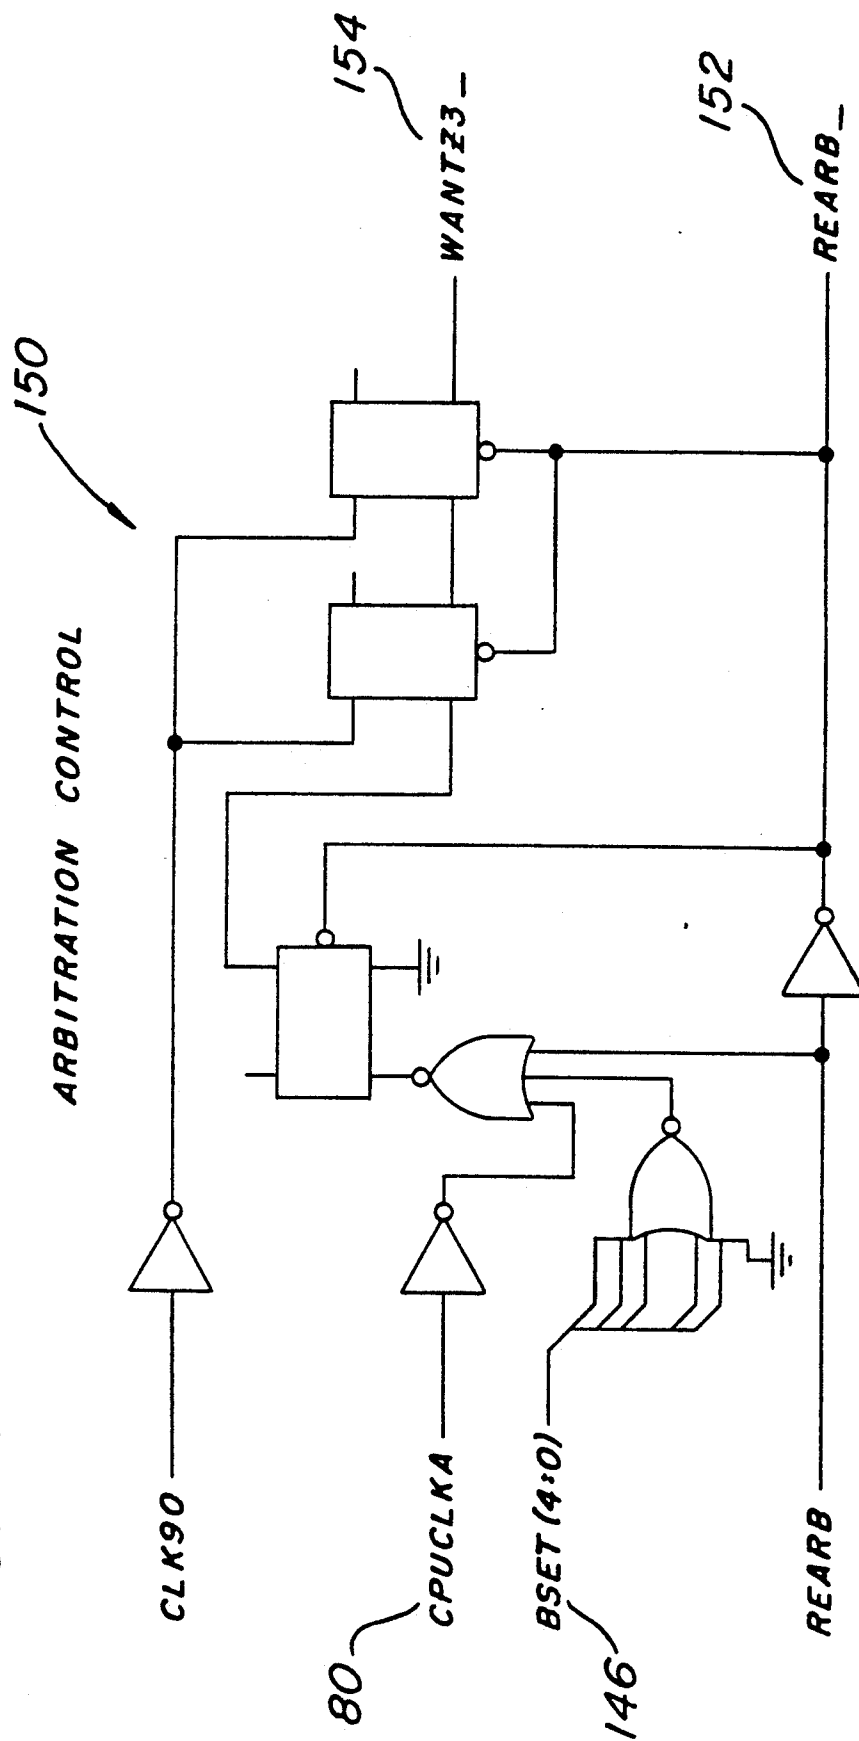 ARBITRATION CONTROL
150
CLK90
80
CPUCLKA
BSET (4:0)
146
REARB
154
WANTZ3_
152
REARB_